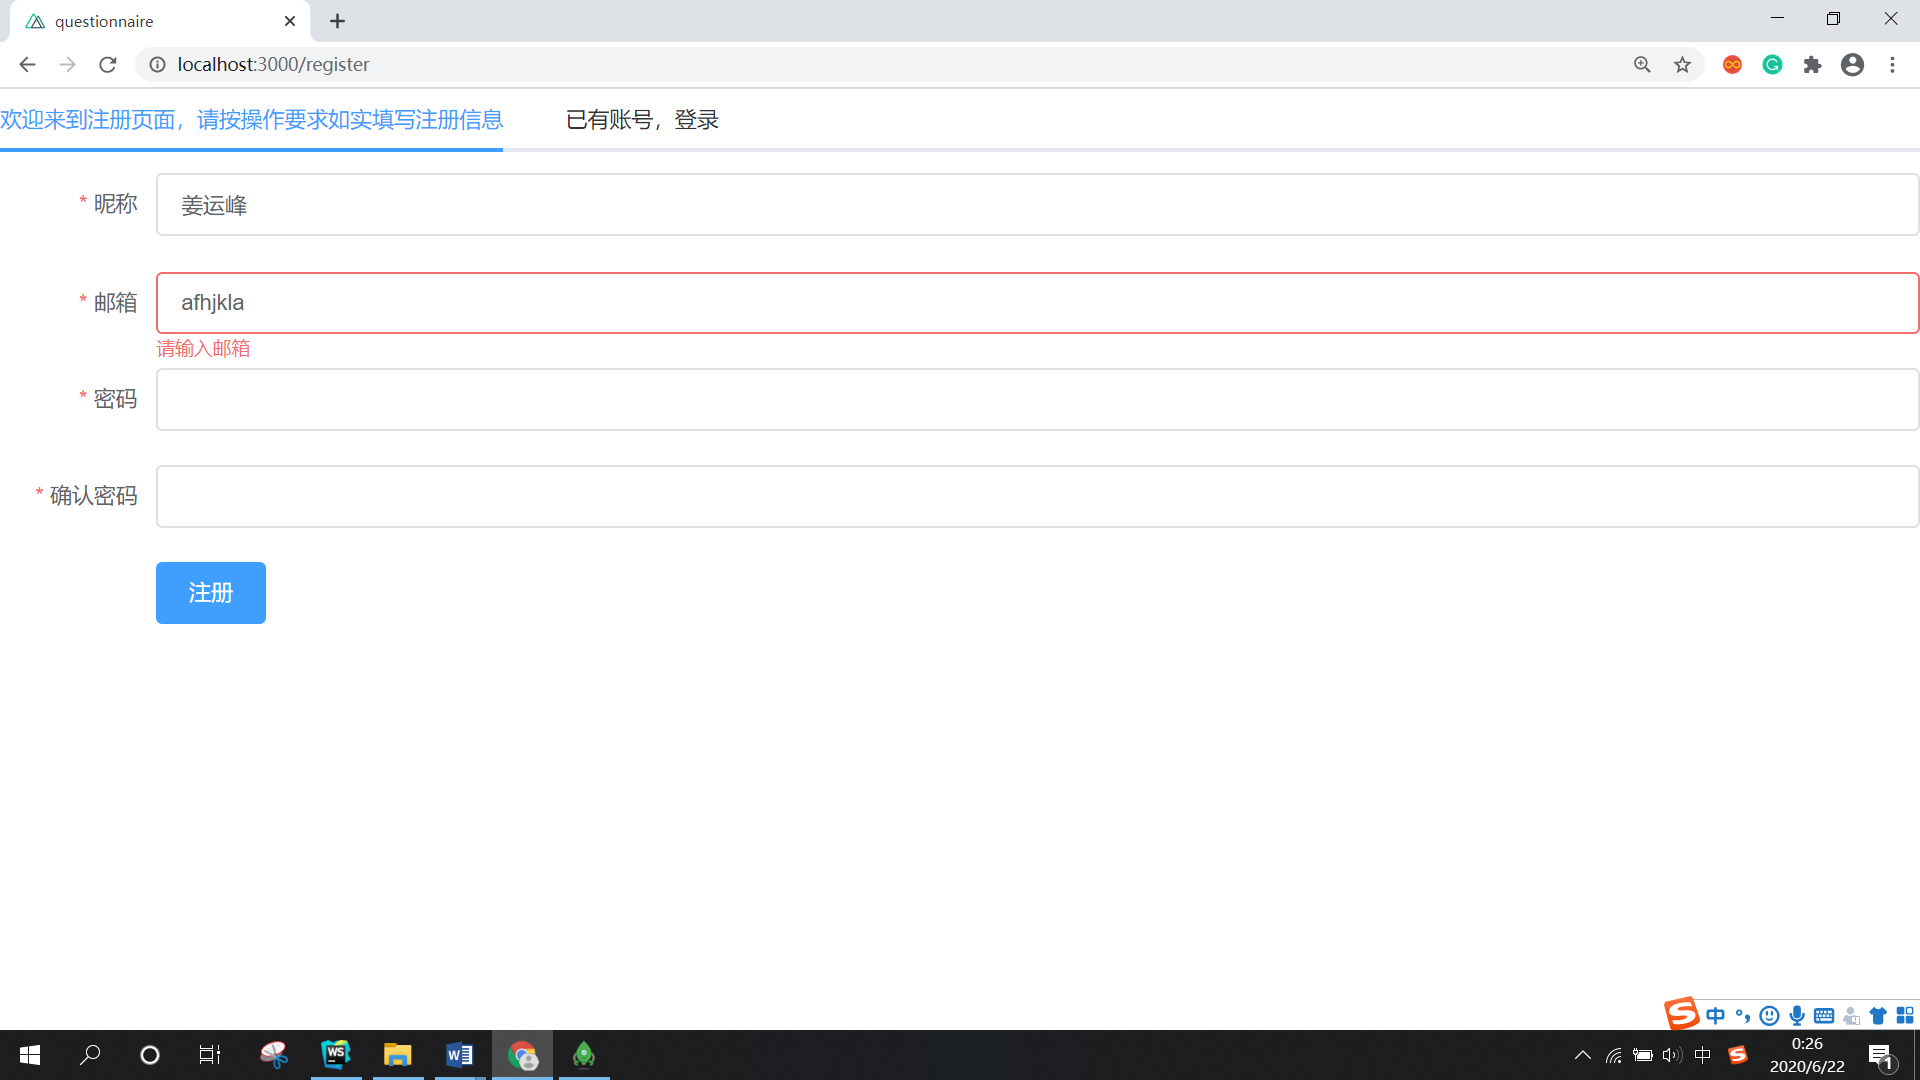 questionnaire
localhost:3000/register
欢迎来到注册页面，请按操作要求如实填写注册信息 已有账号，登录
* 昵称 姜运峰
* 邮箱 afhjkla
请输入邮箱
* 密码
* 确认密码
注册
中
WS
W
中
0:26
2020/6/22
1